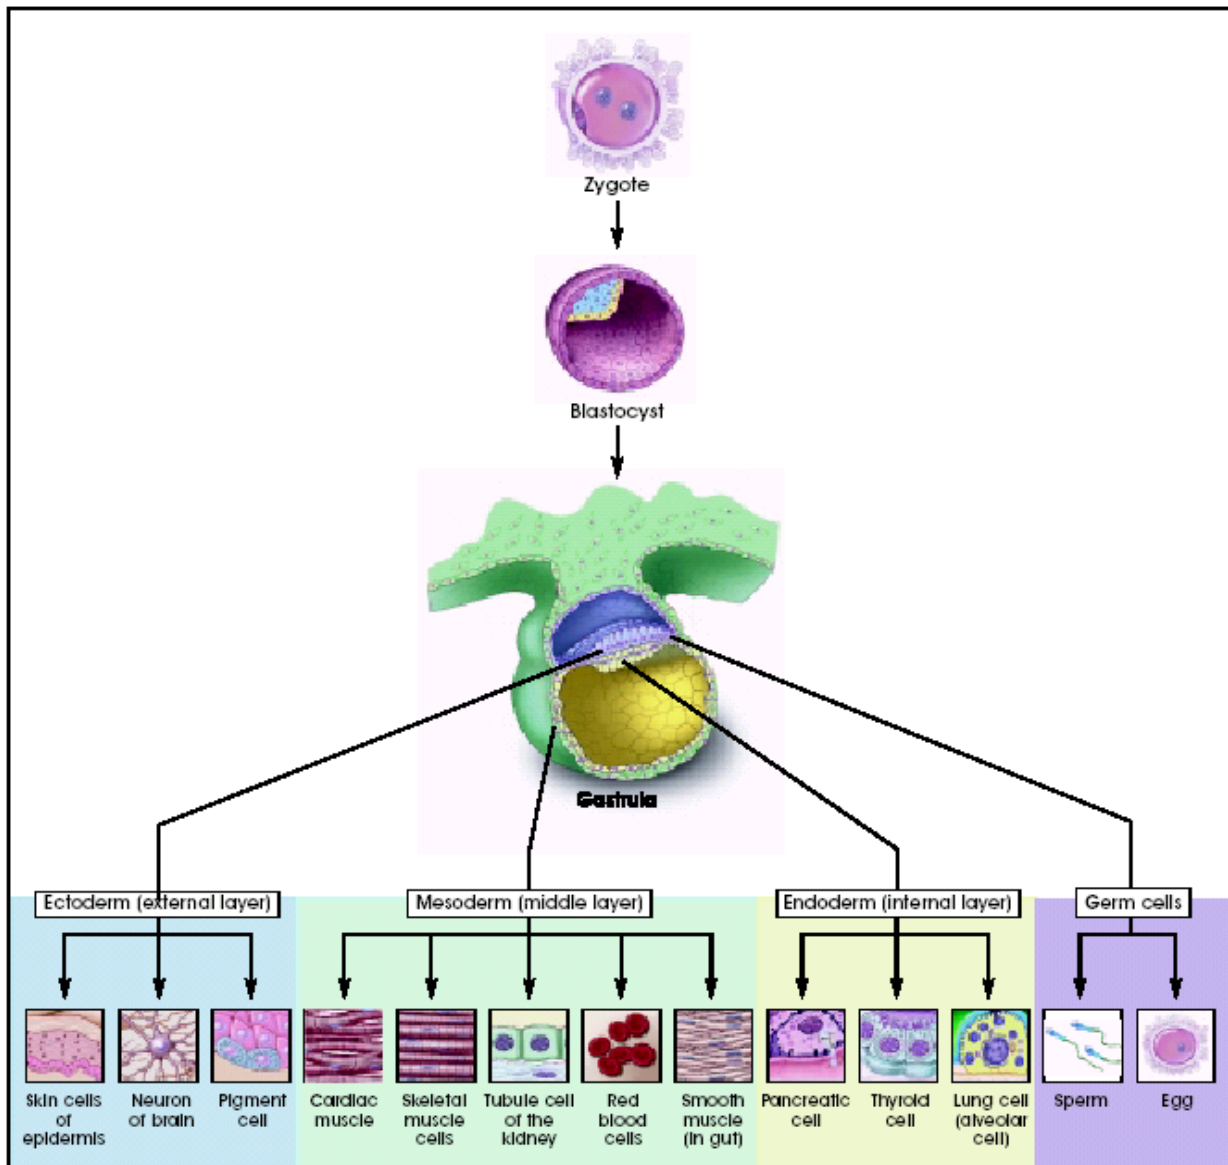 Zygote
Blastocyst
Gastrula
Ectoderm (external layer)
Mesoderm (middle layer)
Endoderm (internal layer)
Germ cells
Skin cells
of
epidermis
Neuron
of brain
Pigment
cell
Cardiac
muscle
Skeletal
muscle
cells
Tubule cell
of the
kidney
Red
blood
cells
Smooth
muscle
(in gut)
Pancreatic
cell
Thyroid
cell
Lung cell
(alveolar
cell)
Sperm
Egg